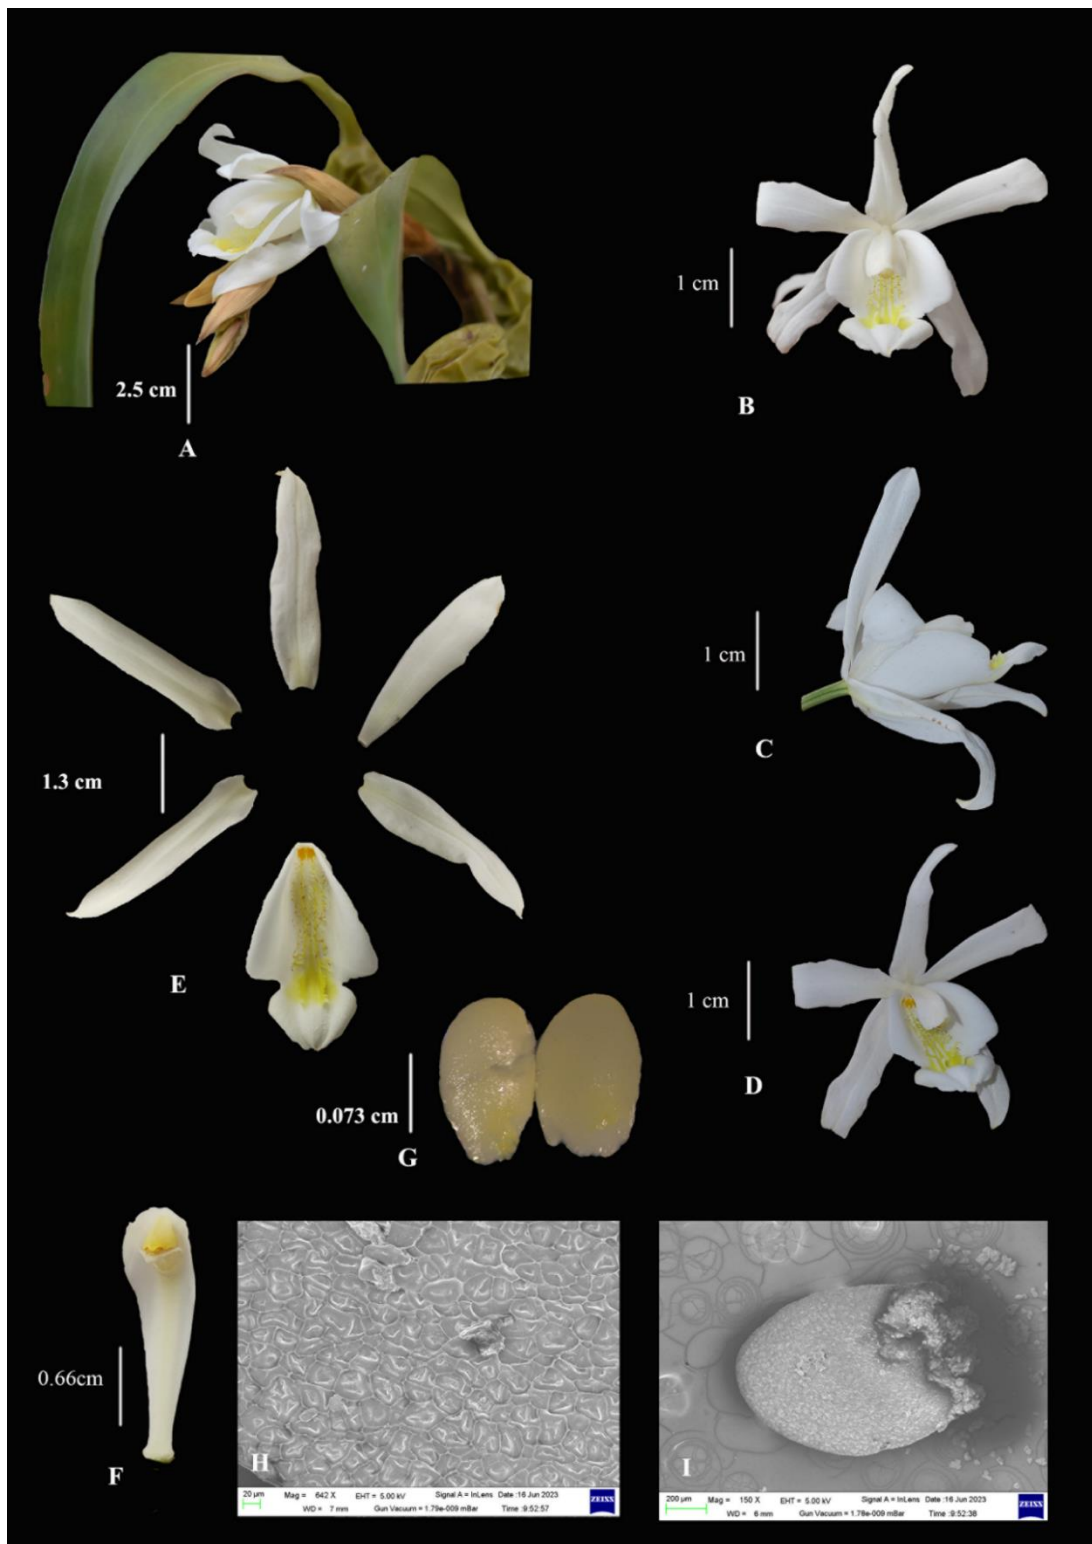 2.5 cm
A
1 cm
B
1 cm
C
1.3 cm
E
1 cm
D
0.073 cm
G
0.66cm
F
H
20 µm Mag = 642 X EHT = 5.00 kV Signal A = InLens Date :16 Jun 2023
WD = 7 mm Gun Vacuum = 1.79e-009 mBar Time :9:52:57
ZEISS
I
200 µm Mag = 150 X EHT = 5.00 kV Signal A = InLens Date :16 Jun 2023
WD = 6 mm Gun Vacuum = 1.78e-009 mBar Time :9:52:38
ZEISS